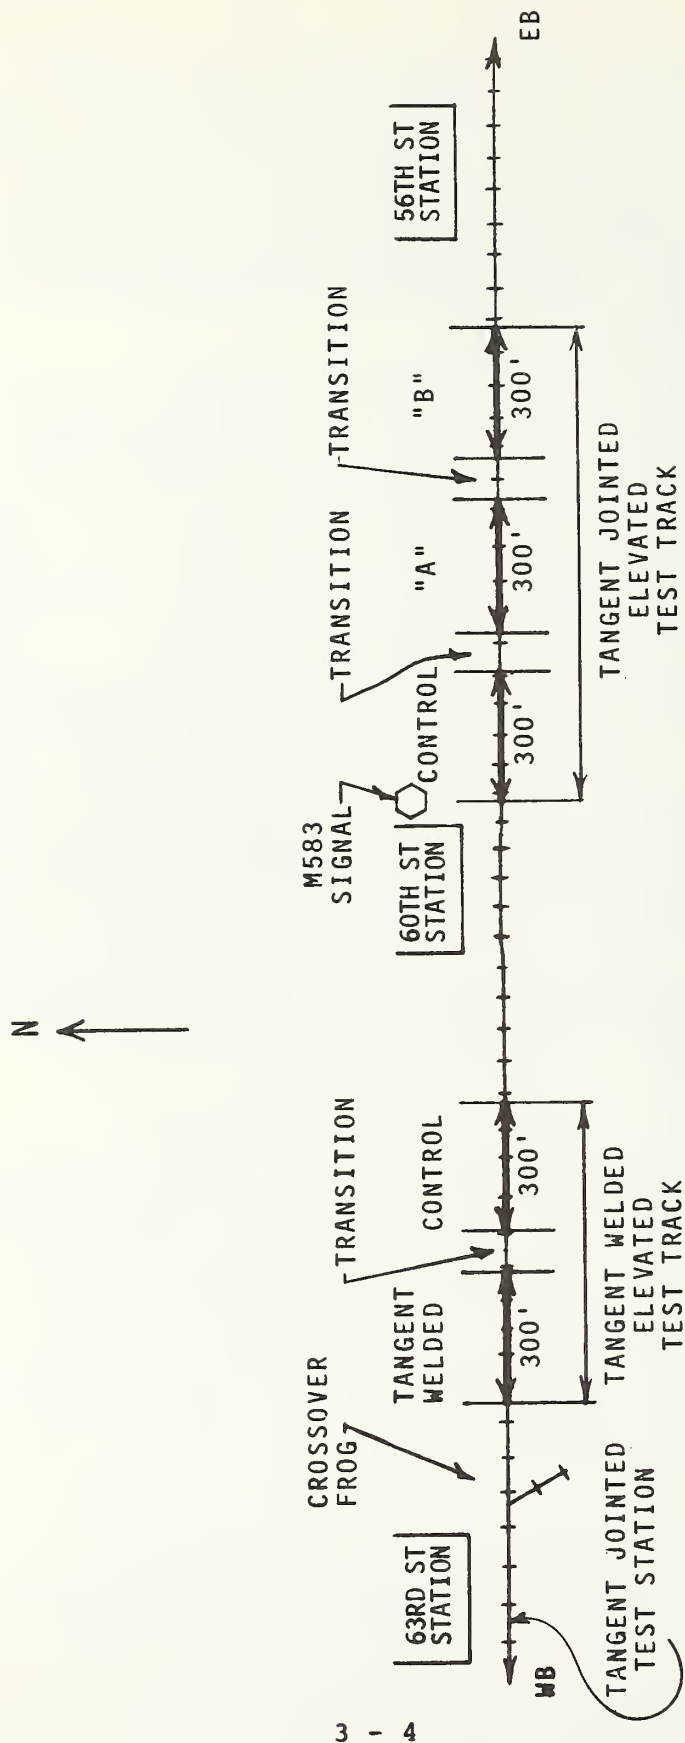 N
EB
WB
CROSSOVER
FROG
63RD ST
STATION
TANGENT JOINTED
TEST STATION
TANGENT
WELDED
TRANSITION
CONTROL
300'
300'
TANGENT WELDED
ELEVATED
TEST TRACK
M583
SIGNAL
60TH ST
STATION
CONTROL
TRANSITION
"A"
TRANSITION
"B"
300'
300'
300'
TANGENT JOINTED
ELEVATED
TEST TRACK
56TH ST
STATION
3 - 4